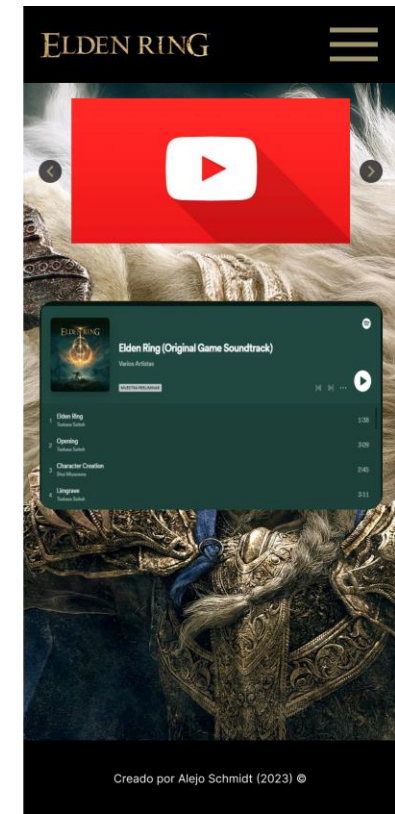 ELDEN RING
ELDEN RING
Elden Ring (Original Game Soundtrack)
Varios Artistas
MUESTRA PRELIMINAR
1 Elden Ring 1:38
Tsukasa Saitoh
2 Opening 3:09
Tsukasa Saitoh
3 Character Creation 3:45
Shoi Miyazawa
4 Limgrave 3:11
Tsukasa Saitoh
Creado por Alejo Schmidt (2023) ©